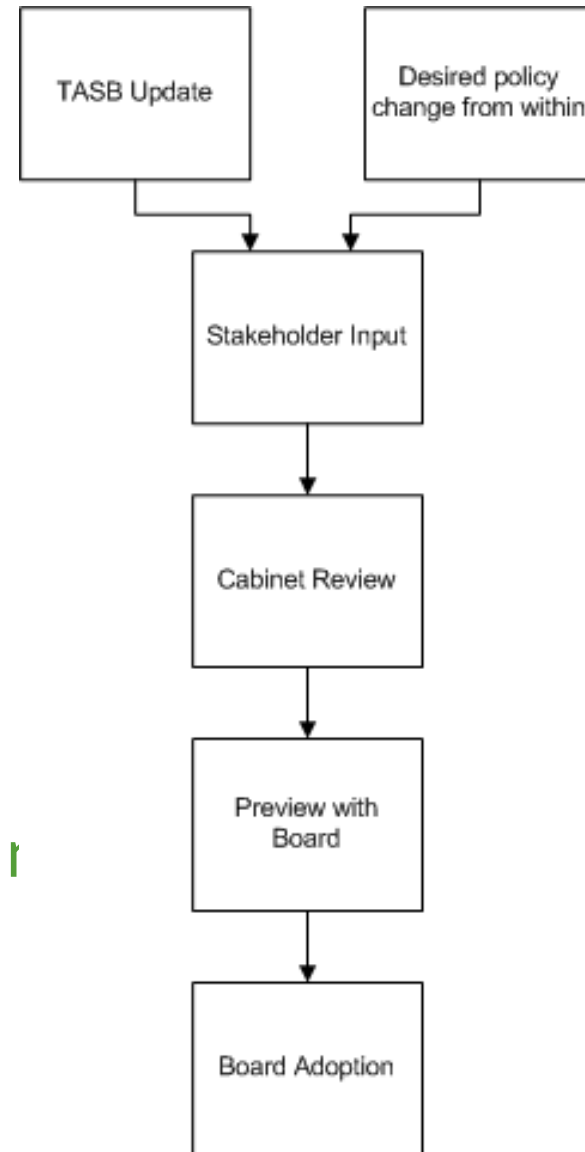 TASB Update
Desired policy
change from within
Stakeholder Input
Cabinet Review
Preview with
Board
Board Adoption